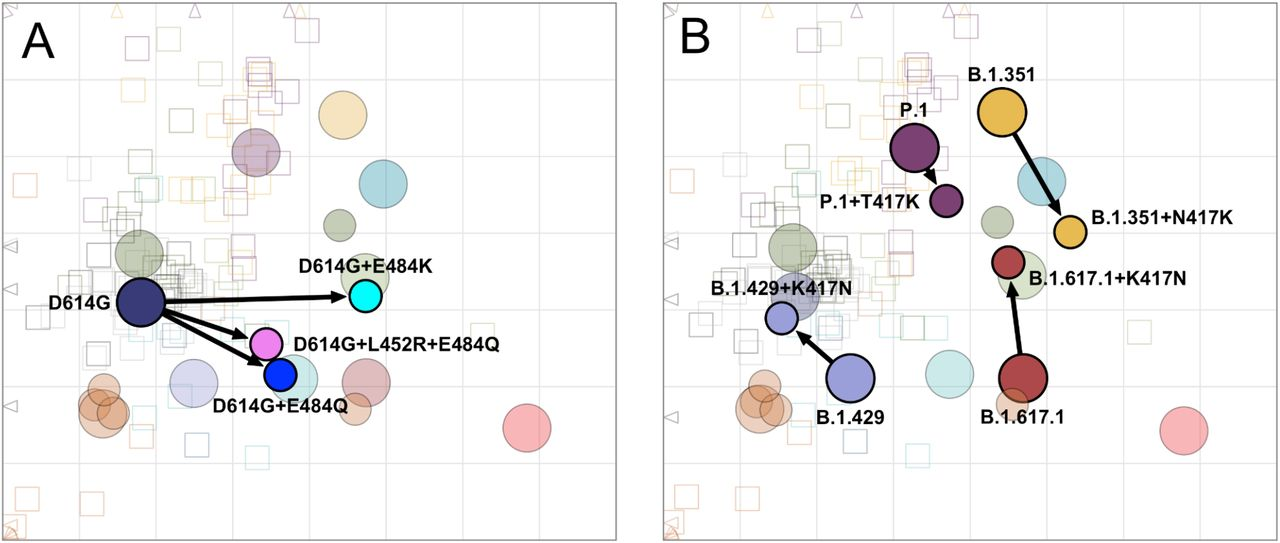 A
D614G+E484K
D614G
D614G+L452R+E484Q
D614G+E484Q
B
B.1.351
P.1
P.1+T417K
B.1.351+N417K
B.1.617.1+K417N
B.1.429+K417N
B.1.429
B.1.617.1